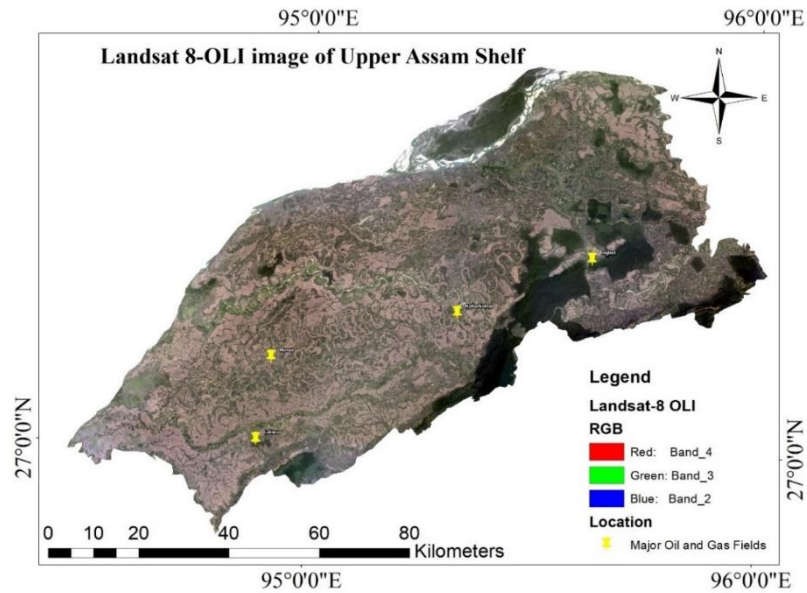 95°0'0"E 96°0'0"E
Landsat 8-OLI image of Upper Assam Shelf
N
W E
S
27°0'0"N 27°0'0"N
Legend
Landsat-8 OLI
RGB
Red: Band_4
Green: Band_3
Blue: Band_2
Location
Major Oil and Gas Fields
0 10 20 40 60 80
Kilometers
95°0'0"E 96°0'0"E